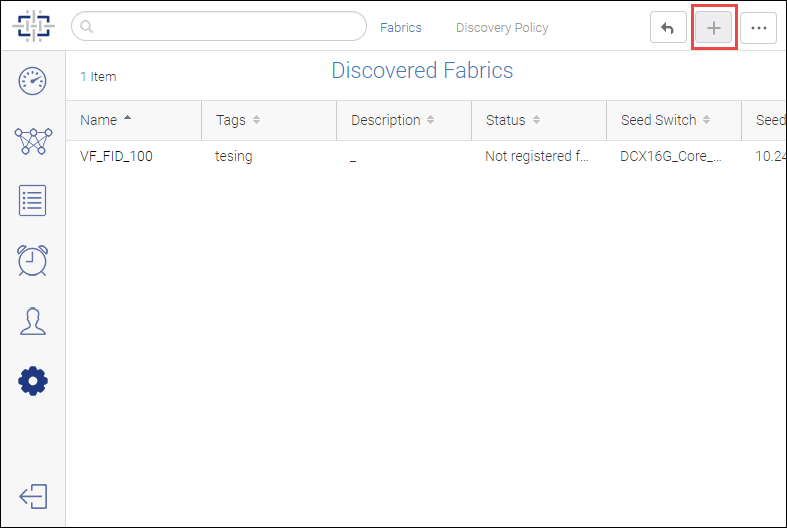 Fabrics Discovery Policy
1 Item Discovered Fabrics
Name Tags Description Status Seed Switch Seed
VF_FID_100 tesing _ Not registered f... DCX16G_Core_... 10.24